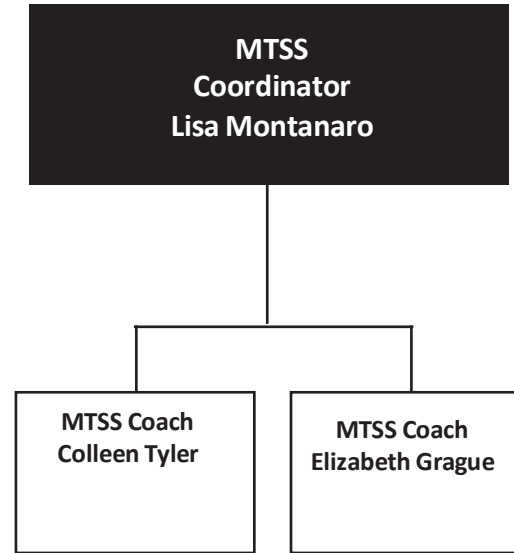 MTSS
Coordinator
Lisa Montanaro
MTSS Coach
Colleen Tyler
MTSS Coach
Elizabeth Grague